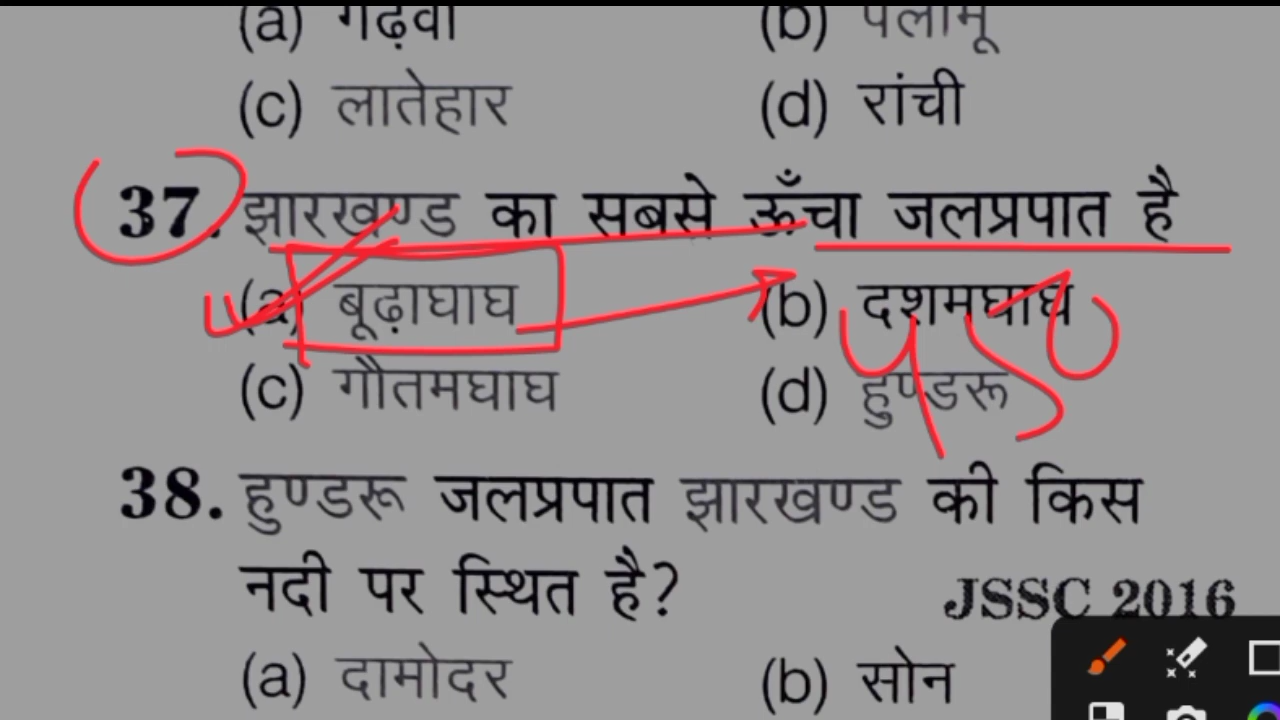 (a) गढ़वा (b) पलामू
(c) लातेहार (d) रांची
37. झारखण्ड का सबसे ऊँचा जलप्रपात है
(a) बूढ़ाघाघ (b) दशमघाघ
450
(c) गौतमघाघ (d) हुण्डरू
38. हुण्डरू जलप्रपात झारखण्ड की किस
नदी पर स्थित है? JSSC 2016
(a) दामोदर (b) सोन